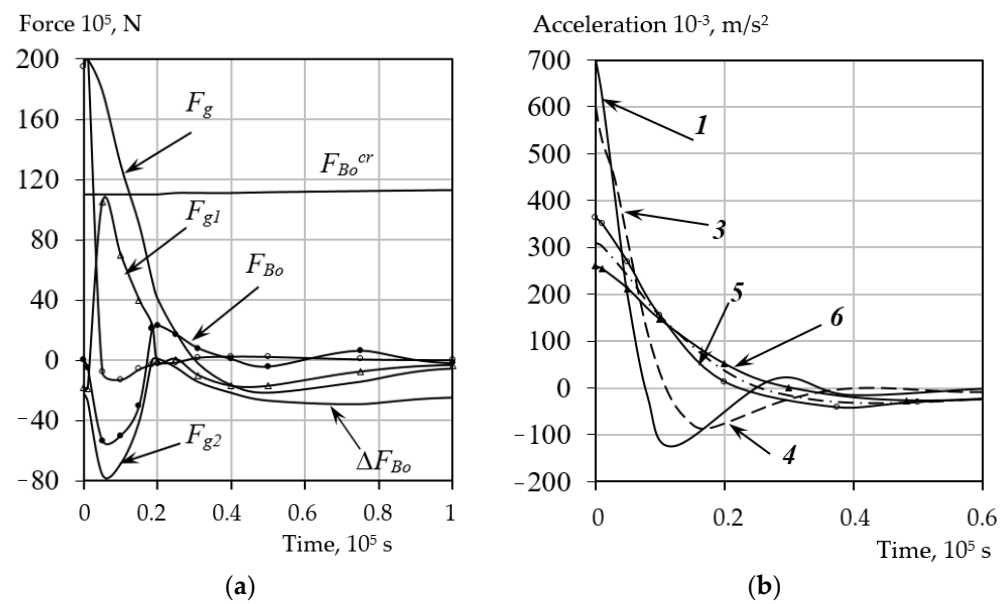 Force 10⁵, N
200
160
120
80
40
0
-40
-80
F_g
F_Bo^cr
F_g1
F_Bo
F_g2
ΔF_Bo
0 0.2 0.4 0.6 0.8 1
Time, 10⁵ s
(a)
Acceleration 10⁻³, m/s²
700
600
500
400
300
200
100
0
-100
-200
1
3
5
6
4
0 0.2 0.4 0.6
Time, 10⁵ s
(b)